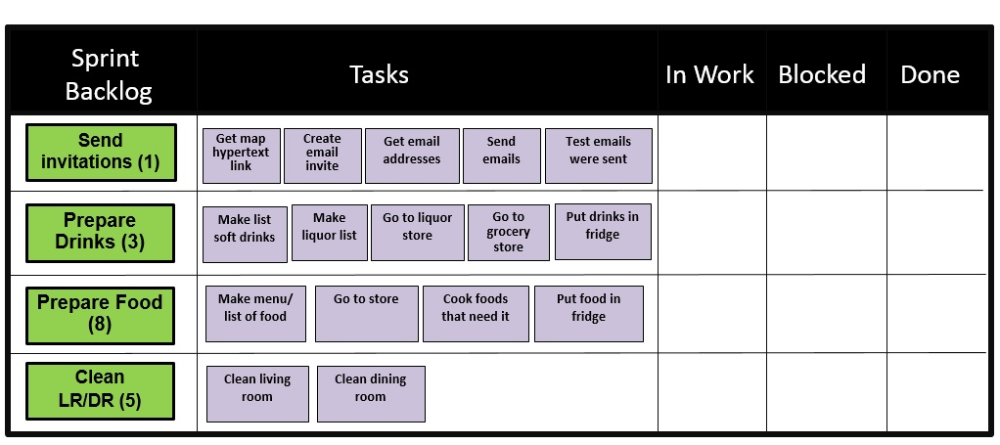 Sprint
Backlog
Tasks
In Work
Blocked
Done
Send
invitations (1)
Get map
hypertext
link
Create
email
invite
Get email
addresses
Send
emails
Test emails
were sent
Prepare
Drinks (3)
Make list
soft drinks
Make
liquor list
Go to liquor
store
Go to
grocery
store
Put drinks in
fridge
Prepare Food
(8)
Make menu/
list of food
Go to store
Cook foods
that need it
Put food in
fridge
Clean
LR/DR (5)
Clean living
room
Clean dining
room